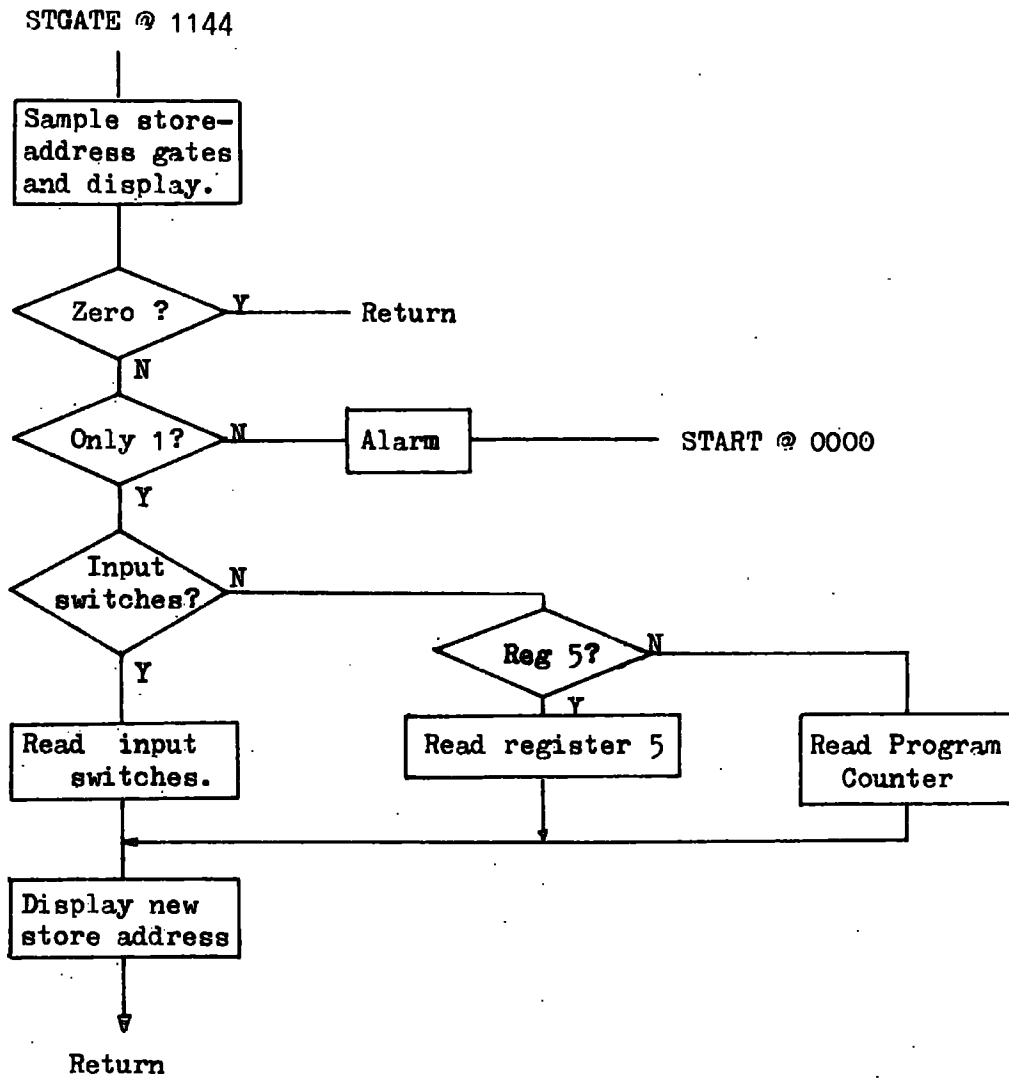 STGATE @ 1144
Sample store-
address gates
and display.
Zero ?
Y
Return
N
Only 1?
N
Alarm
START @ 0000
Y
Input
switches?
N
Reg 5?
N
Y
Y
Read input
switches.
Read register 5
Read Program
Counter
Display new
store address
Return